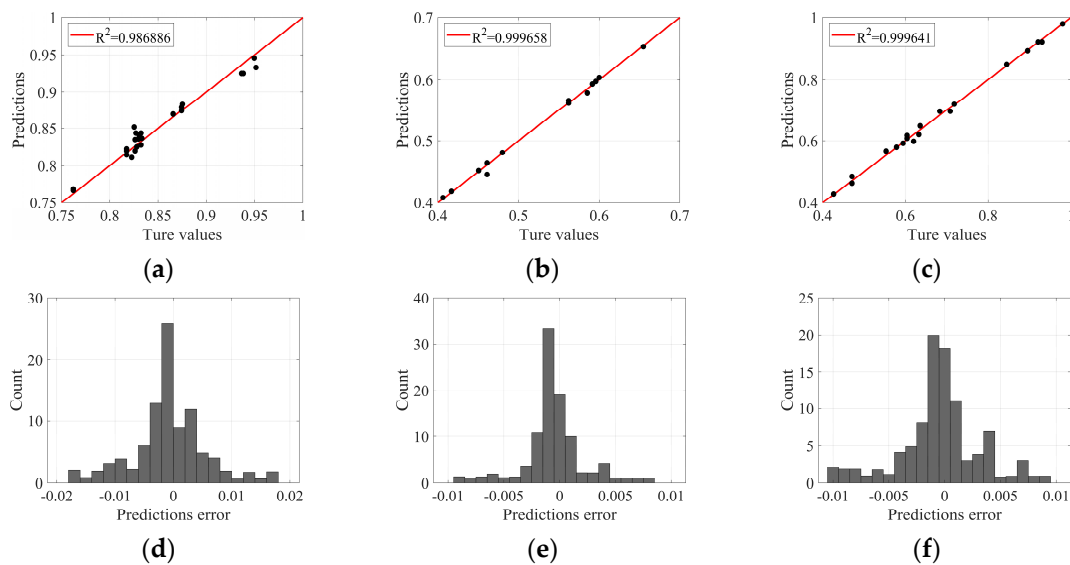 R²=0.986886
1
0.95
0.9
0.85
0.8
0.75
Predictions
0.75 0.8 0.85 0.9 0.95 1
Ture values
(a)
R²=0.999658
0.7
0.6
0.5
0.4
Predictions
0.4 0.5 0.6 0.7
Ture values
(b)
R²=0.999641
1
0.8
0.6
0.4
Predictions
0.4 0.6 0.8 1
Ture values
(c)
30
20
10
0
Count
-0.02 -0.01 0 0.01 0.02
Predictions error
(d)
40
30
20
10
0
Count
-0.01 -0.005 0 0.005 0.01
Predictions error
(e)
25
20
15
10
5
0
Count
-0.01 -0.005 0 0.005 0.01
Predictions error
(f)